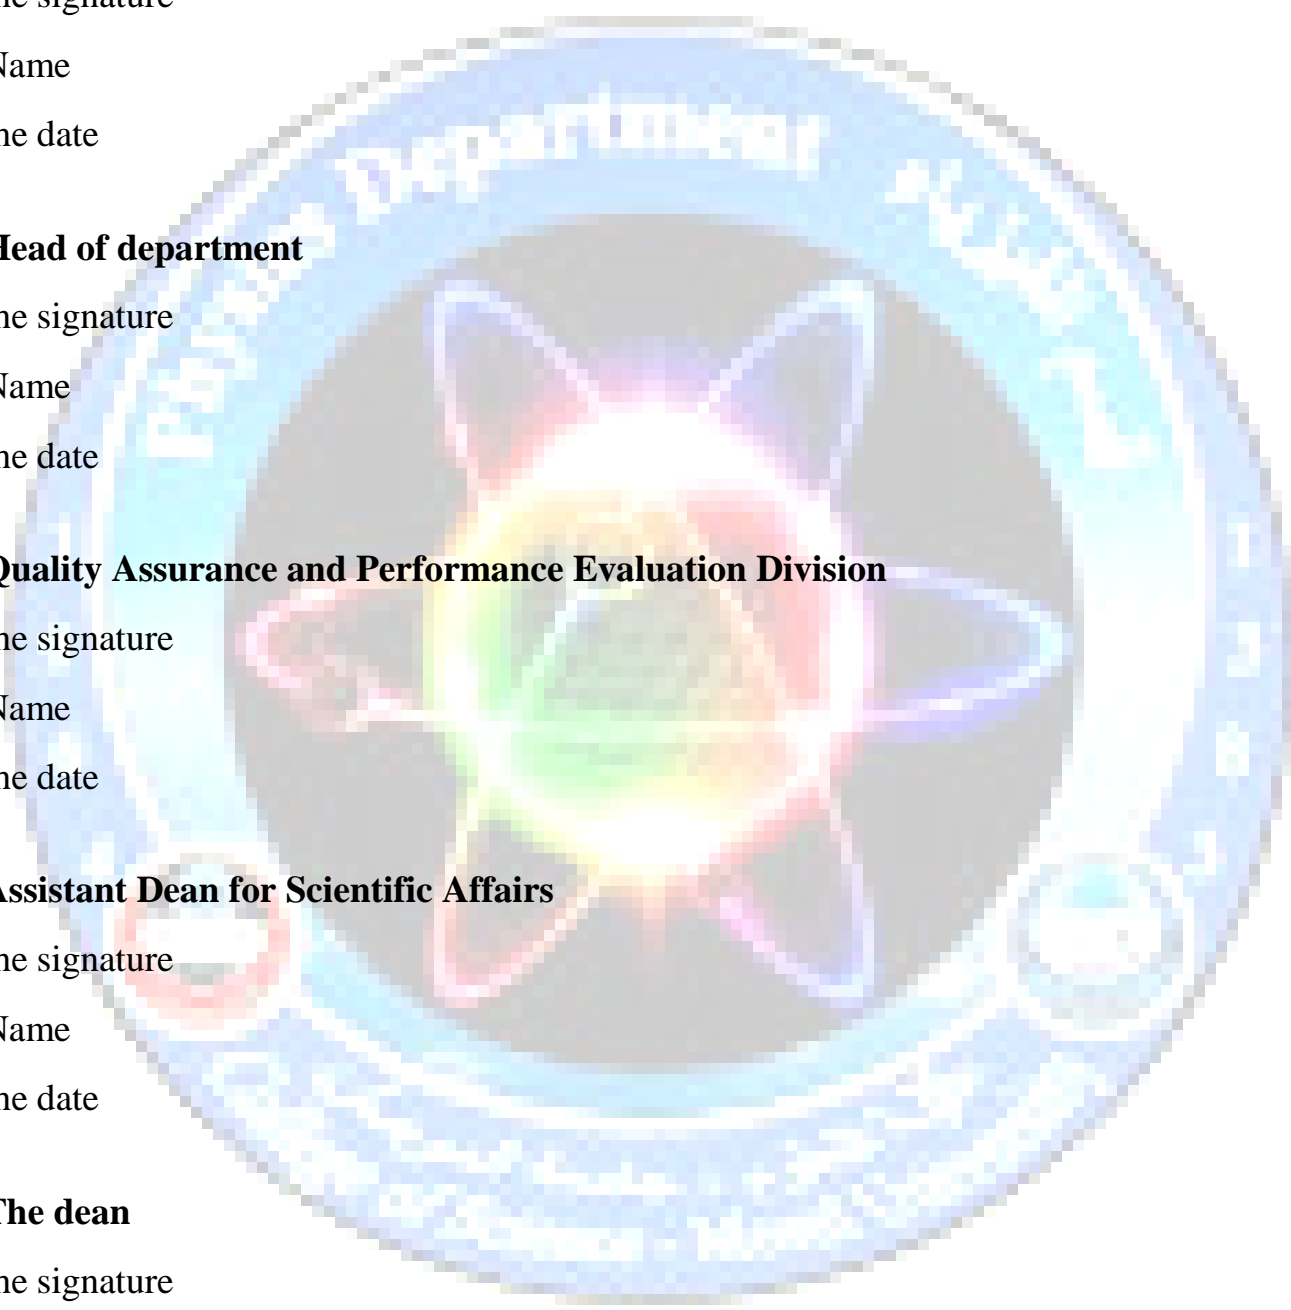 he signature
Name
he date
Head of department
he signature
Name
he date
Quality Assurance and Performance Evaluation Division
he signature
Name
he date
Assistant Dean for Scientific Affairs
he signature
Name
he date
The dean
he signature
Physics Department